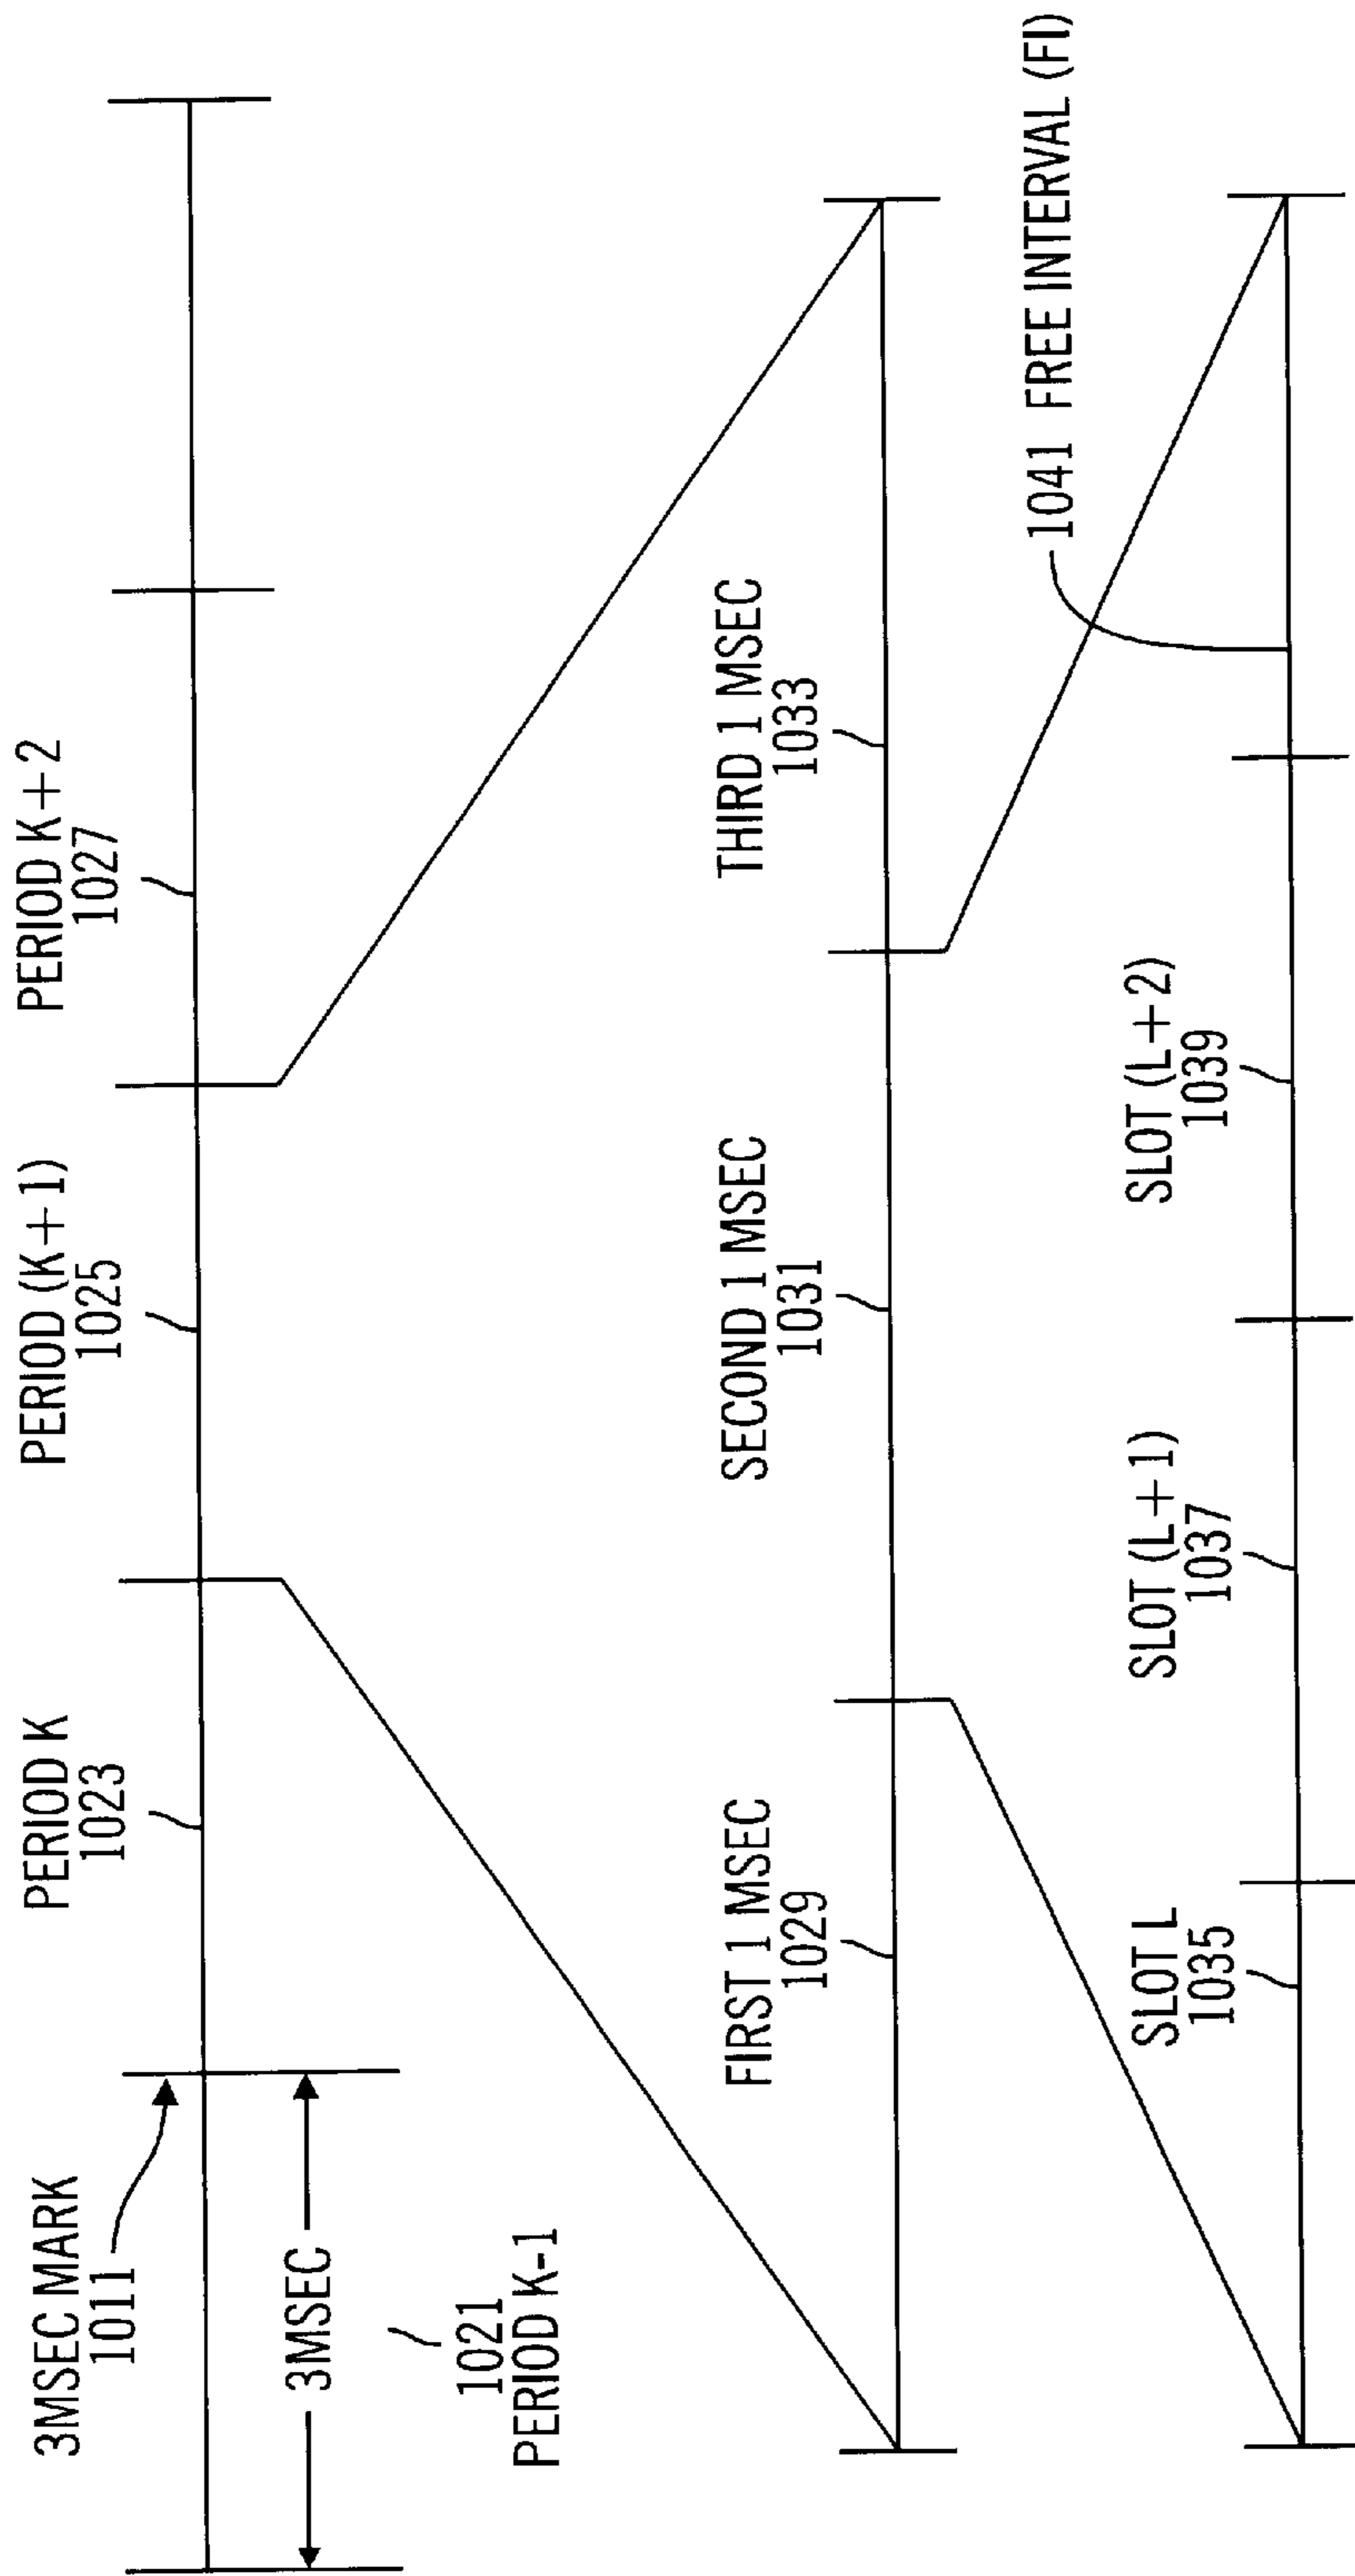 3MSEC MARK
1011
PERIOD K
1023
PERIOD (K+1)
1025
PERIOD K+2
1027
3MSEC
1021
PERIOD K-1
FIRST 1 MSEC
1029
SECOND 1 MSEC
1031
THIRD 1 MSEC
1033
1041 FREE INTERVAL (FI)
SLOT L
1035
SLOT (L+1)
1037
SLOT (L+2)
1039